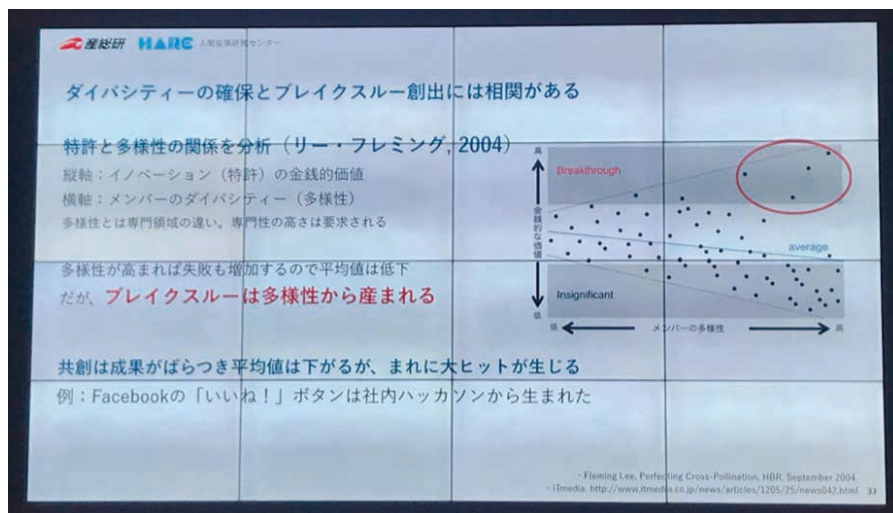 産総研 HARC 人間拡張研究センター
ダイバシティーの確保とブレイクスルー創出には相関がある
特許と多様性の関係を分析（リー・フレミング, 2004）
縦軸：イノベーション（特許）の金銭的価値
横軸：メンバーのダイバシティー（多様性）
多様性とは専門領域の違い。専門性の高さは要求される
多様性が高まれば失敗も増加するので平均値は低下
だが、ブレイクスルーは多様性から産まれる
高
Breakthrough
金銭的な価値
average
Insignificant
低
低 メンバーの多様性 高
共創は成果がばらつき平均値は下がるが、まれに大ヒットが生じる
例：Facebookの「いいね！」ボタンは社内ハッカソンから生まれた
・Fleming Lee, Perfecting Cross-Pollination, HBR, September 2004.
・ITmedia, http://www.itmedia.co.jp/news/articles/1205/25/news042.html 33